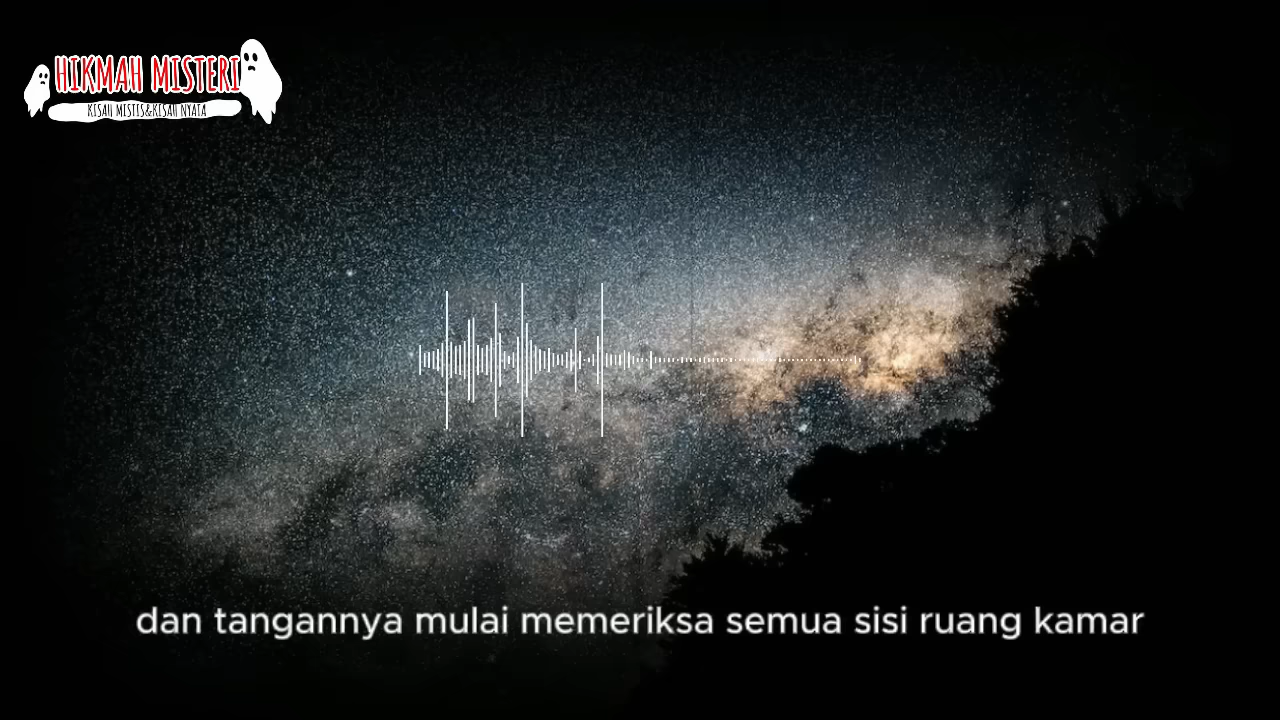 HIKMAH MISTERI
KISAH MISTIS&KISAH NYATA
dan tangannya mulai memeriksa semua sisi ruang kamar